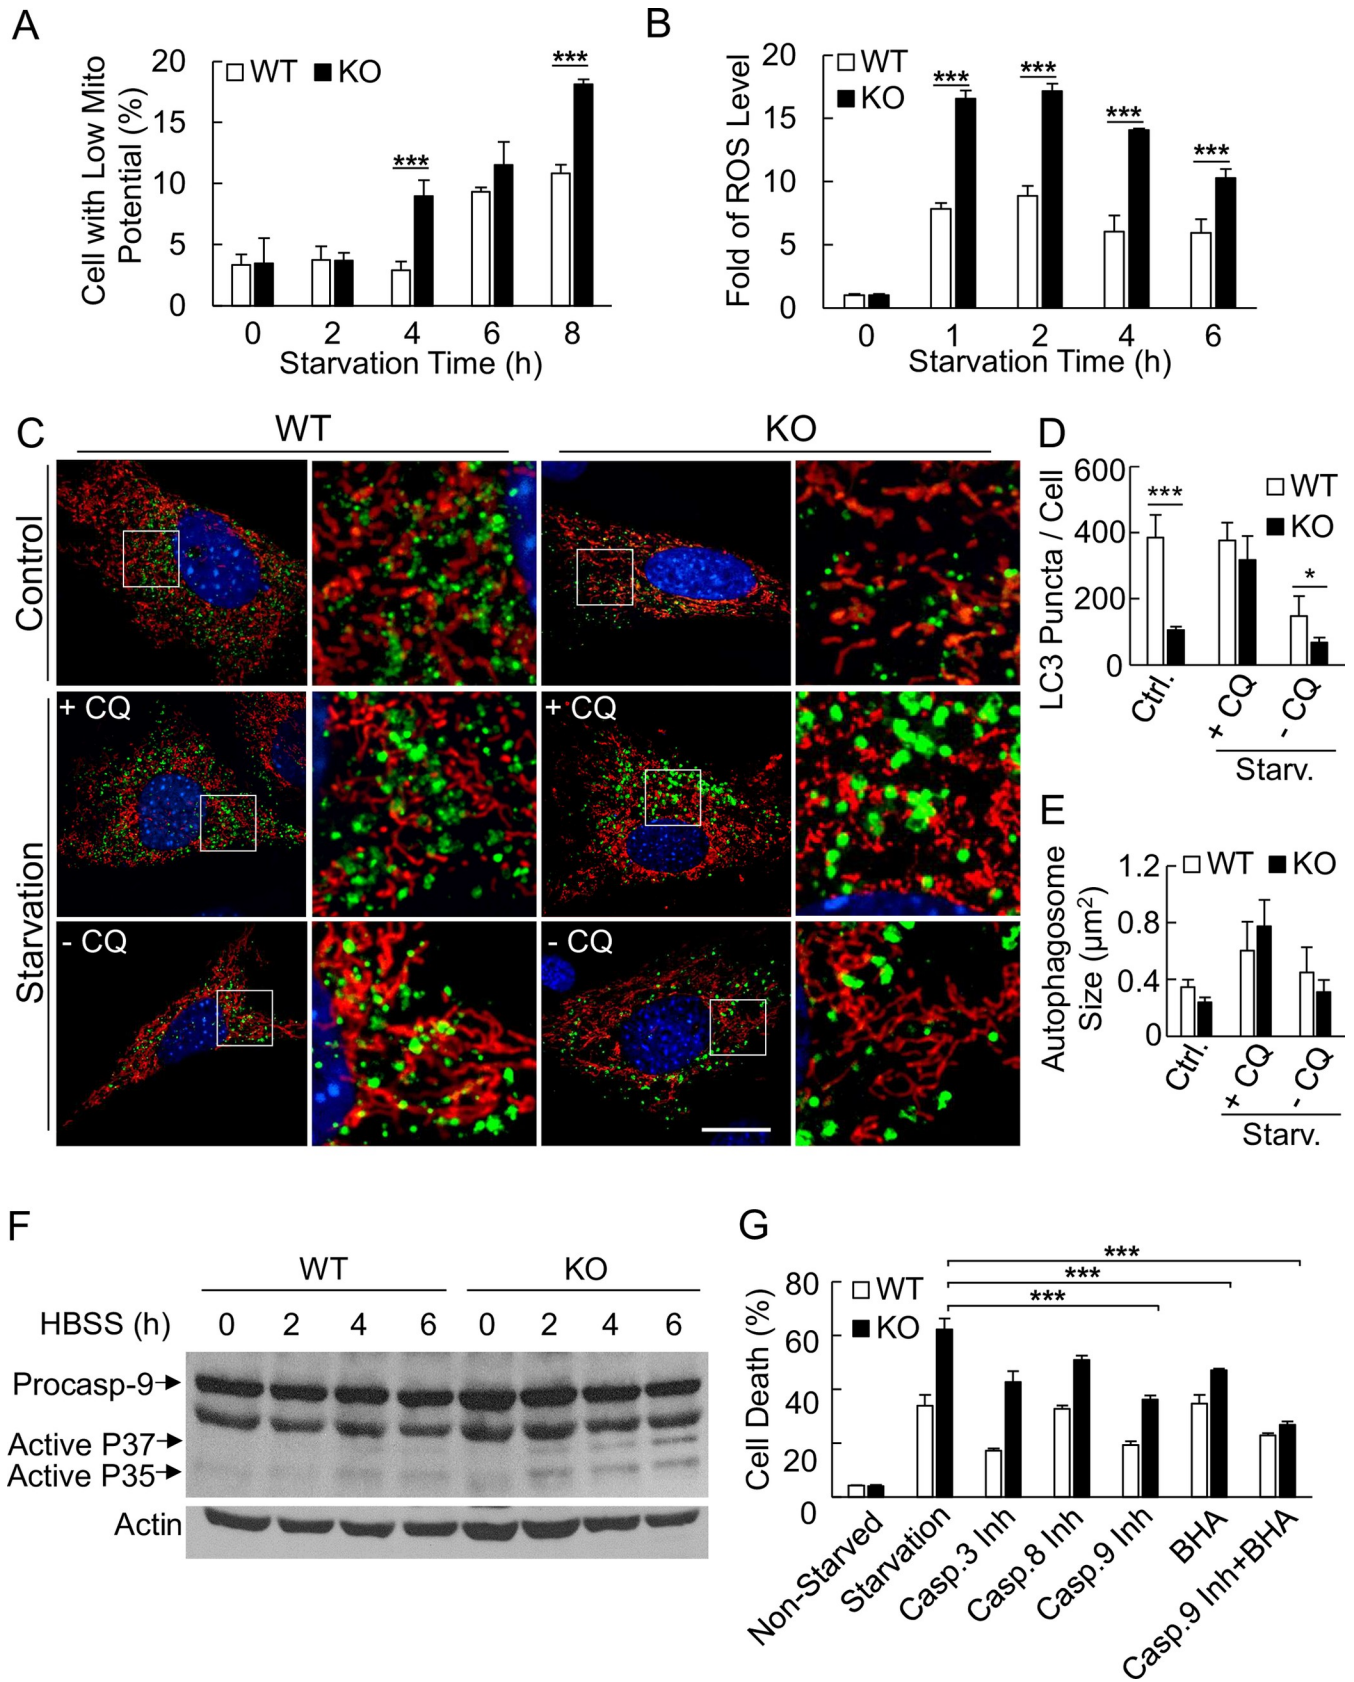 A
Cell with Low Mito
Potential (%)
20
15
10
5
0
WT KO
***
***
0 2 4 6 8
Starvation Time (h)
B
Fold of ROS Level
20
15
10
5
0
WT
KO
***
***
***
***
0 1 2 4 6
Starvation Time (h)
C
WT KO
Control
Starvation
+ CQ
+ CQ
- CQ
- CQ
D
LC3 Puncta / Cell
600
400
200
0
WT
KO
***
*
Ctrl.
+ CQ
- CQ
Starv.
E
Autophagosome
Size (µm2)
1.2
0.8
0.4
0
WT KO
Ctrl.
+ CQ
- CQ
Starv.
F
WT KO
HBSS (h) 0 2 4 6 0 2 4 6
Procasp-9
Active P37
Active P35
Actin
G
Cell Death (%)
80
60
40
20
0
WT
KO
***
***
***
Non-Starved
Starvation
Casp.3 Inh
Casp.8 Inh
Casp.9 Inh
BHA
Casp.9 Inh+BHA